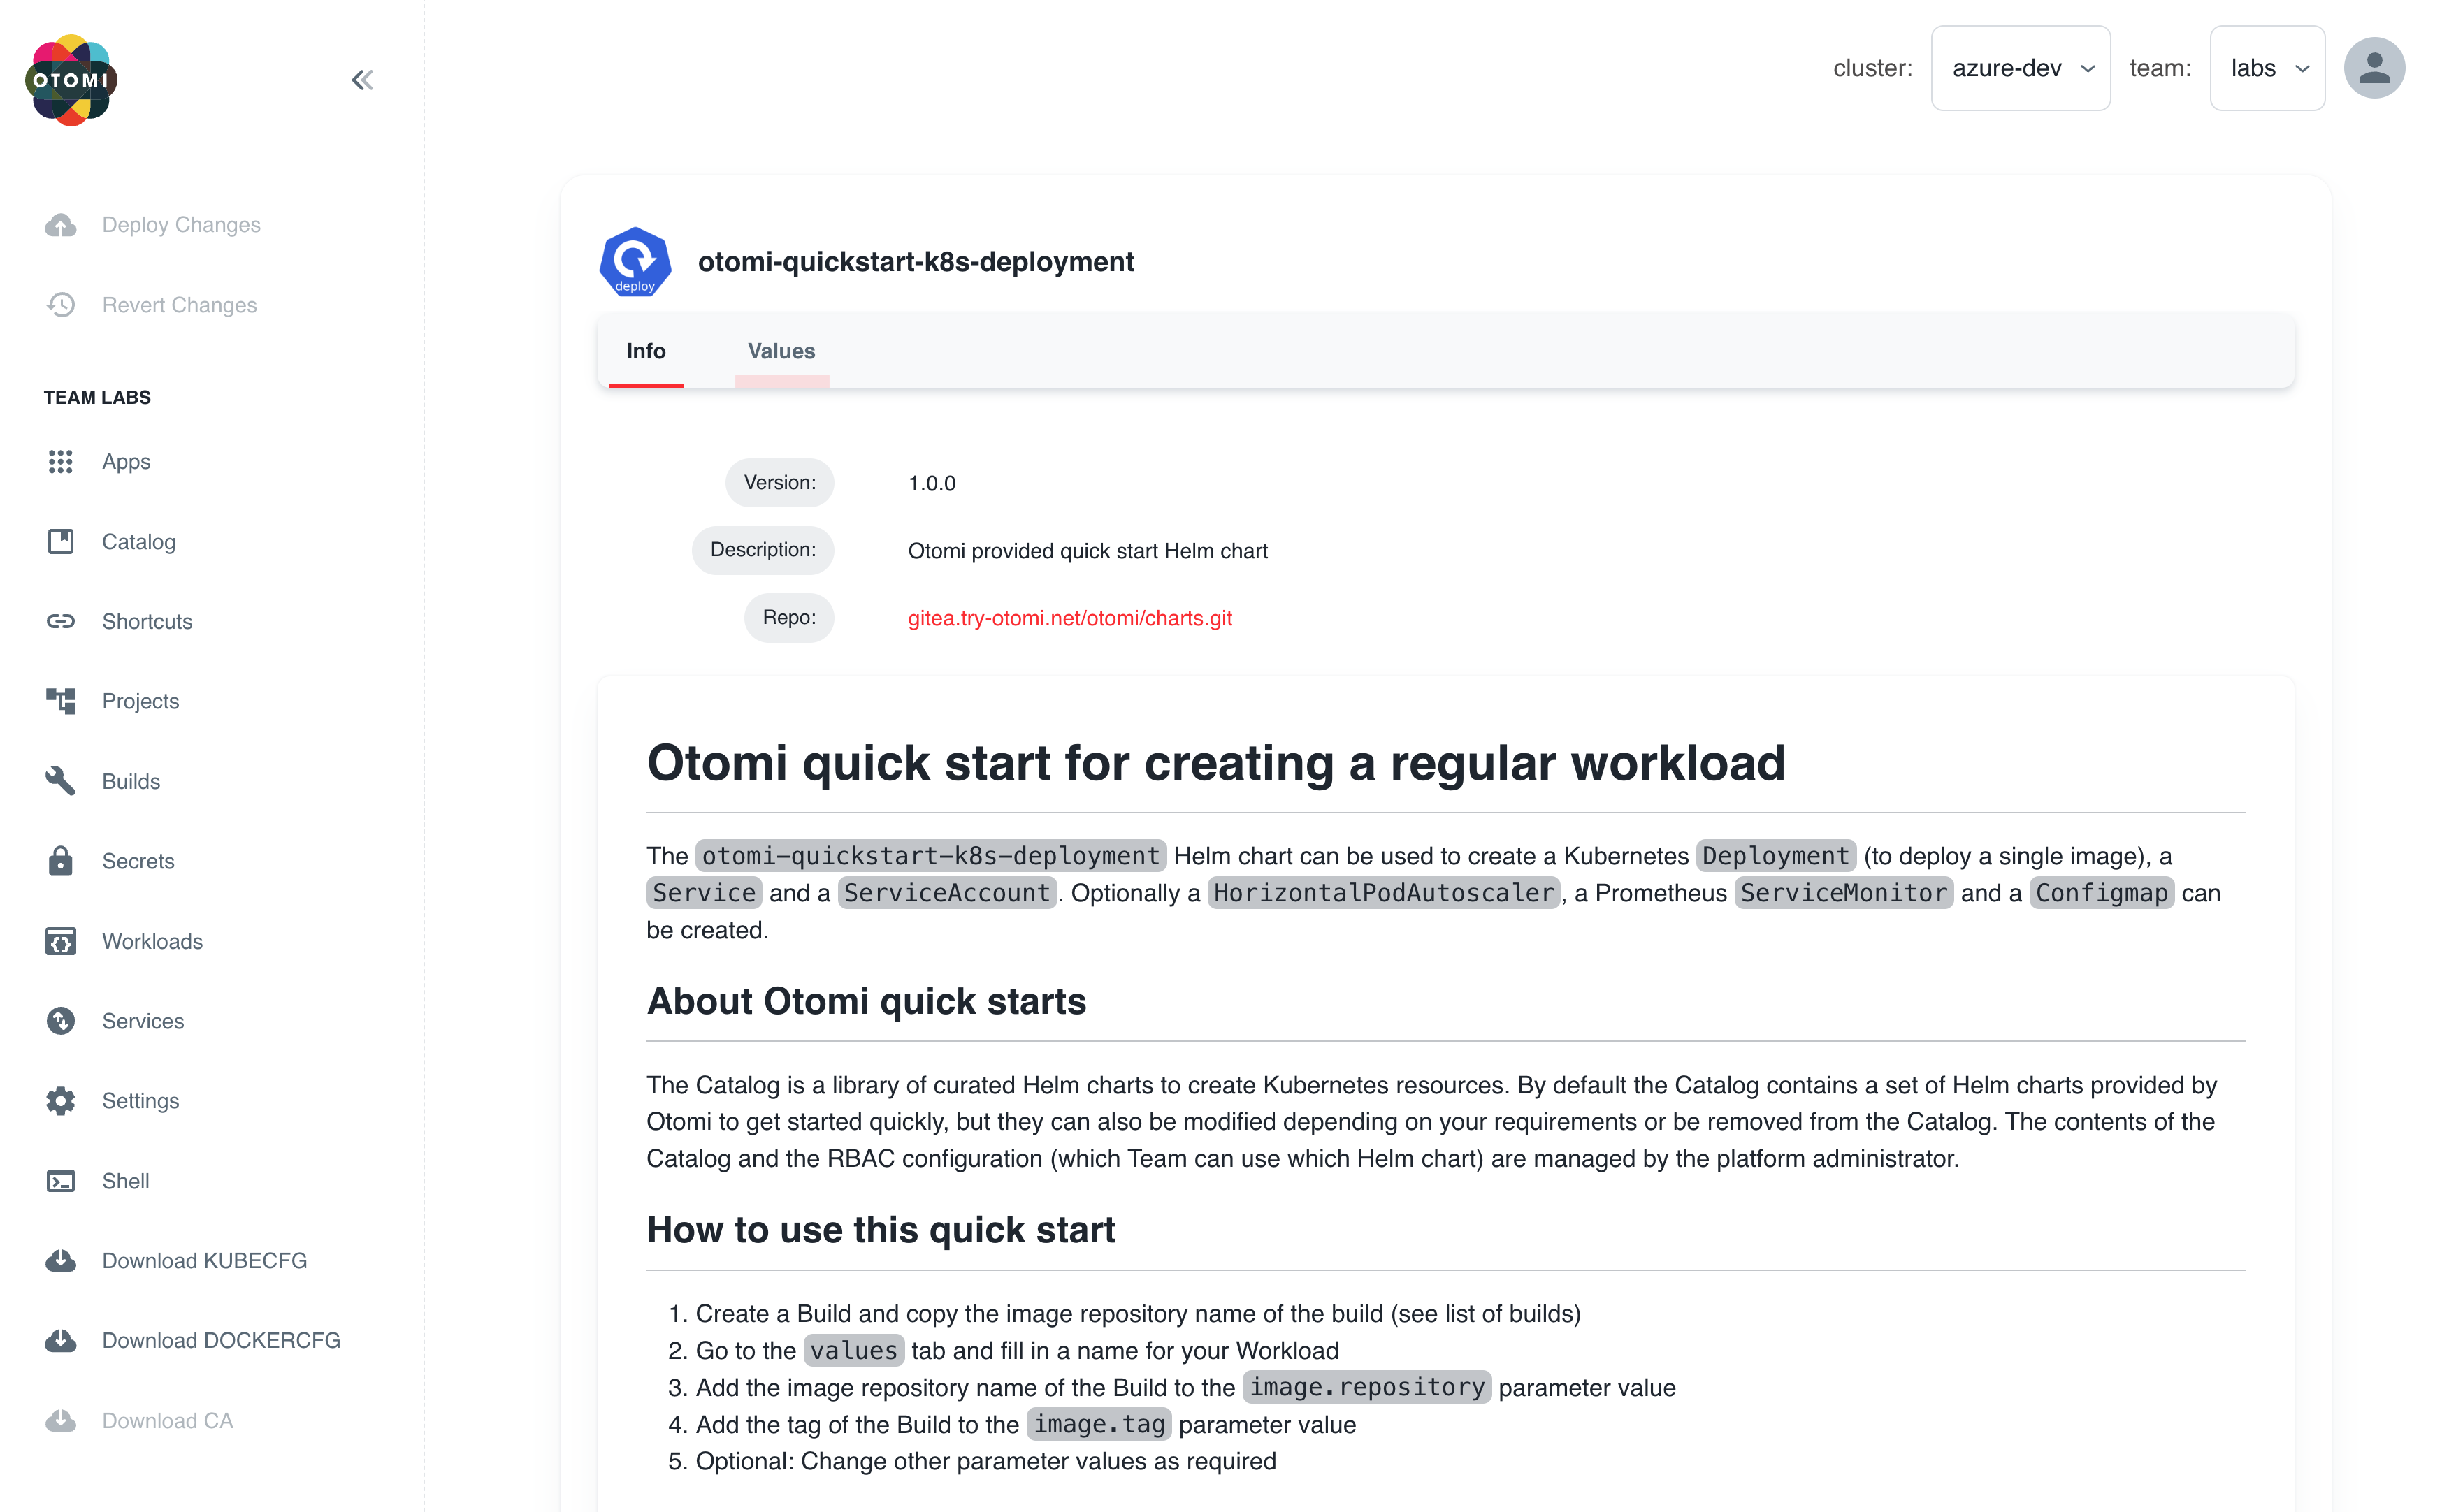 OTOMI
cluster: azure-dev team: labs
Deploy Changes
Revert Changes
TEAM LABS
Apps
Catalog
Shortcuts
Projects
Builds
Secrets
Workloads
Services
Settings
Shell
Download KUBECFG
Download DOCKERCFG
Download CA
deploy
otomi-quickstart-k8s-deployment
Info Values
Version: 1.0.0
Description: Otomi provided quick start Helm chart
Repo: gitea.try-otomi.net/otomi/charts.git
Otomi quick start for creating a regular workload
The otomi-quickstart-k8s-deployment Helm chart can be used to create a Kubernetes Deployment (to deploy a single image), a
Service and a ServiceAccount. Optionally a HorizontalPodAutoscaler, a Prometheus ServiceMonitor and a Configmap can
be created.
About Otomi quick starts
The Catalog is a library of curated Helm charts to create Kubernetes resources. By default the Catalog contains a set of Helm charts provided by
Otomi to get started quickly, but they can also be modified depending on your requirements or be removed from the Catalog. The contents of the
Catalog and the RBAC configuration (which Team can use which Helm chart) are managed by the platform administrator.
How to use this quick start
1. Create a Build and copy the image repository name of the build (see list of builds)
2. Go to the values tab and fill in a name for your Workload
3. Add the image repository name of the Build to the image.repository parameter value
4. Add the tag of the Build to the image.tag parameter value
5. Optional: Change other parameter values as required